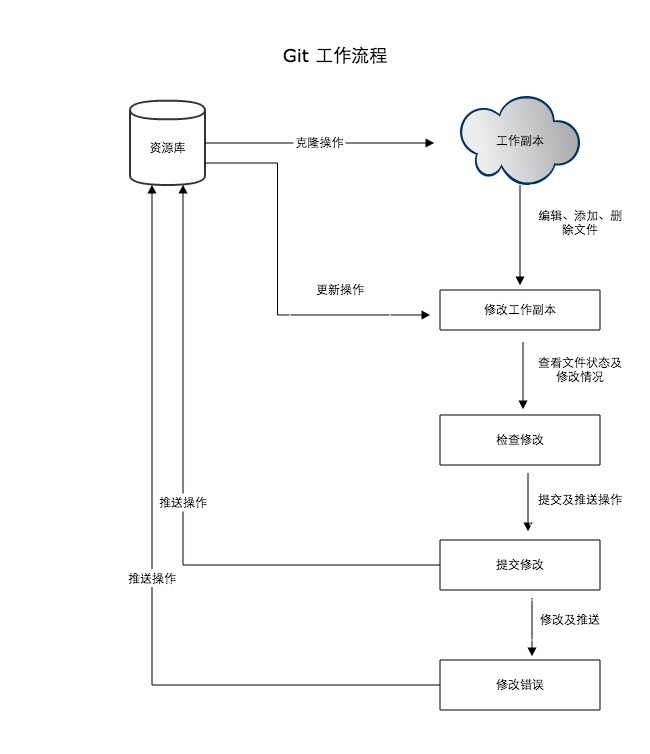 Git 工作流程
资源库
克隆操作
工作副本
编辑、添加、删
除文件
更新操作
修改工作副本
查看文件状态及
修改情况
检查修改
推送操作
提交及推送操作
提交修改
推送操作
修改及推送
修改错误